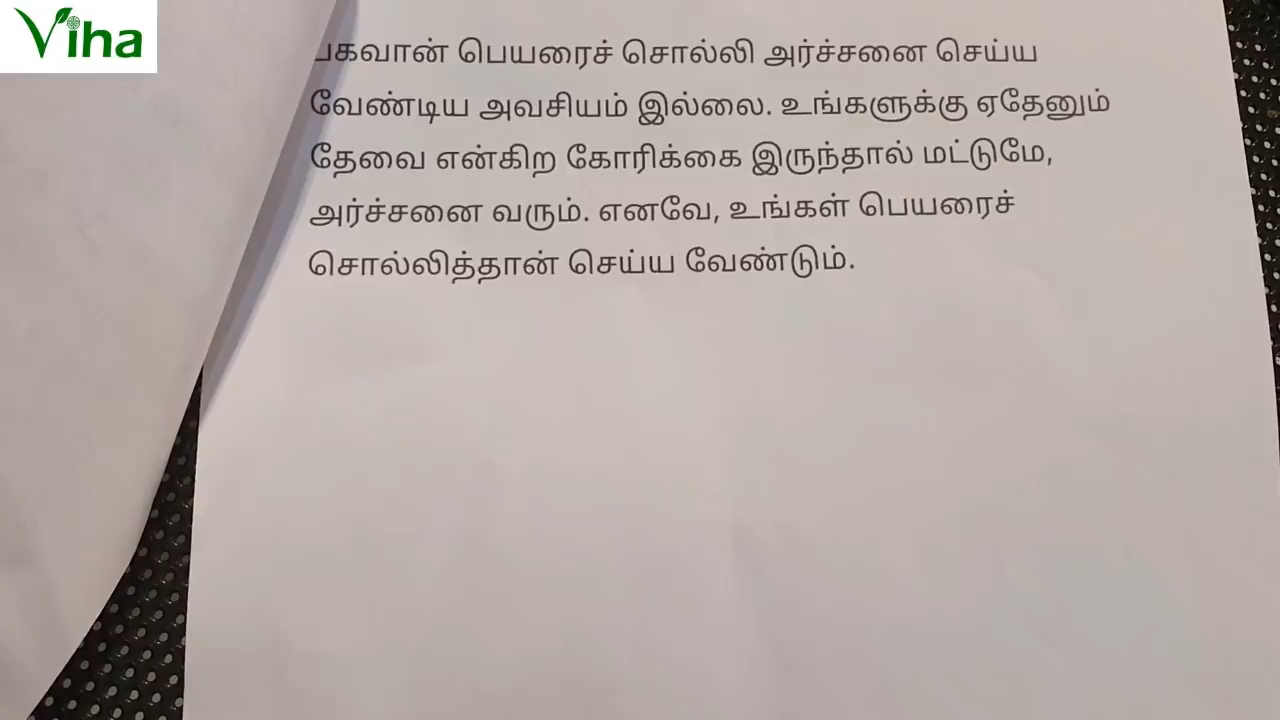 Viha
பகவான் பெயரைச் சொல்லி அர்ச்சனை செய்ய
வேண்டிய அவசியம் இல்லை. உங்களுக்கு ஏதேனும்
தேவை என்கிற கோரிக்கை இருந்தால் மட்டுமே,
அர்ச்சனை வரும். எனவே, உங்கள் பெயரைச்
சொல்லித்தான் செய்ய வேண்டும்.